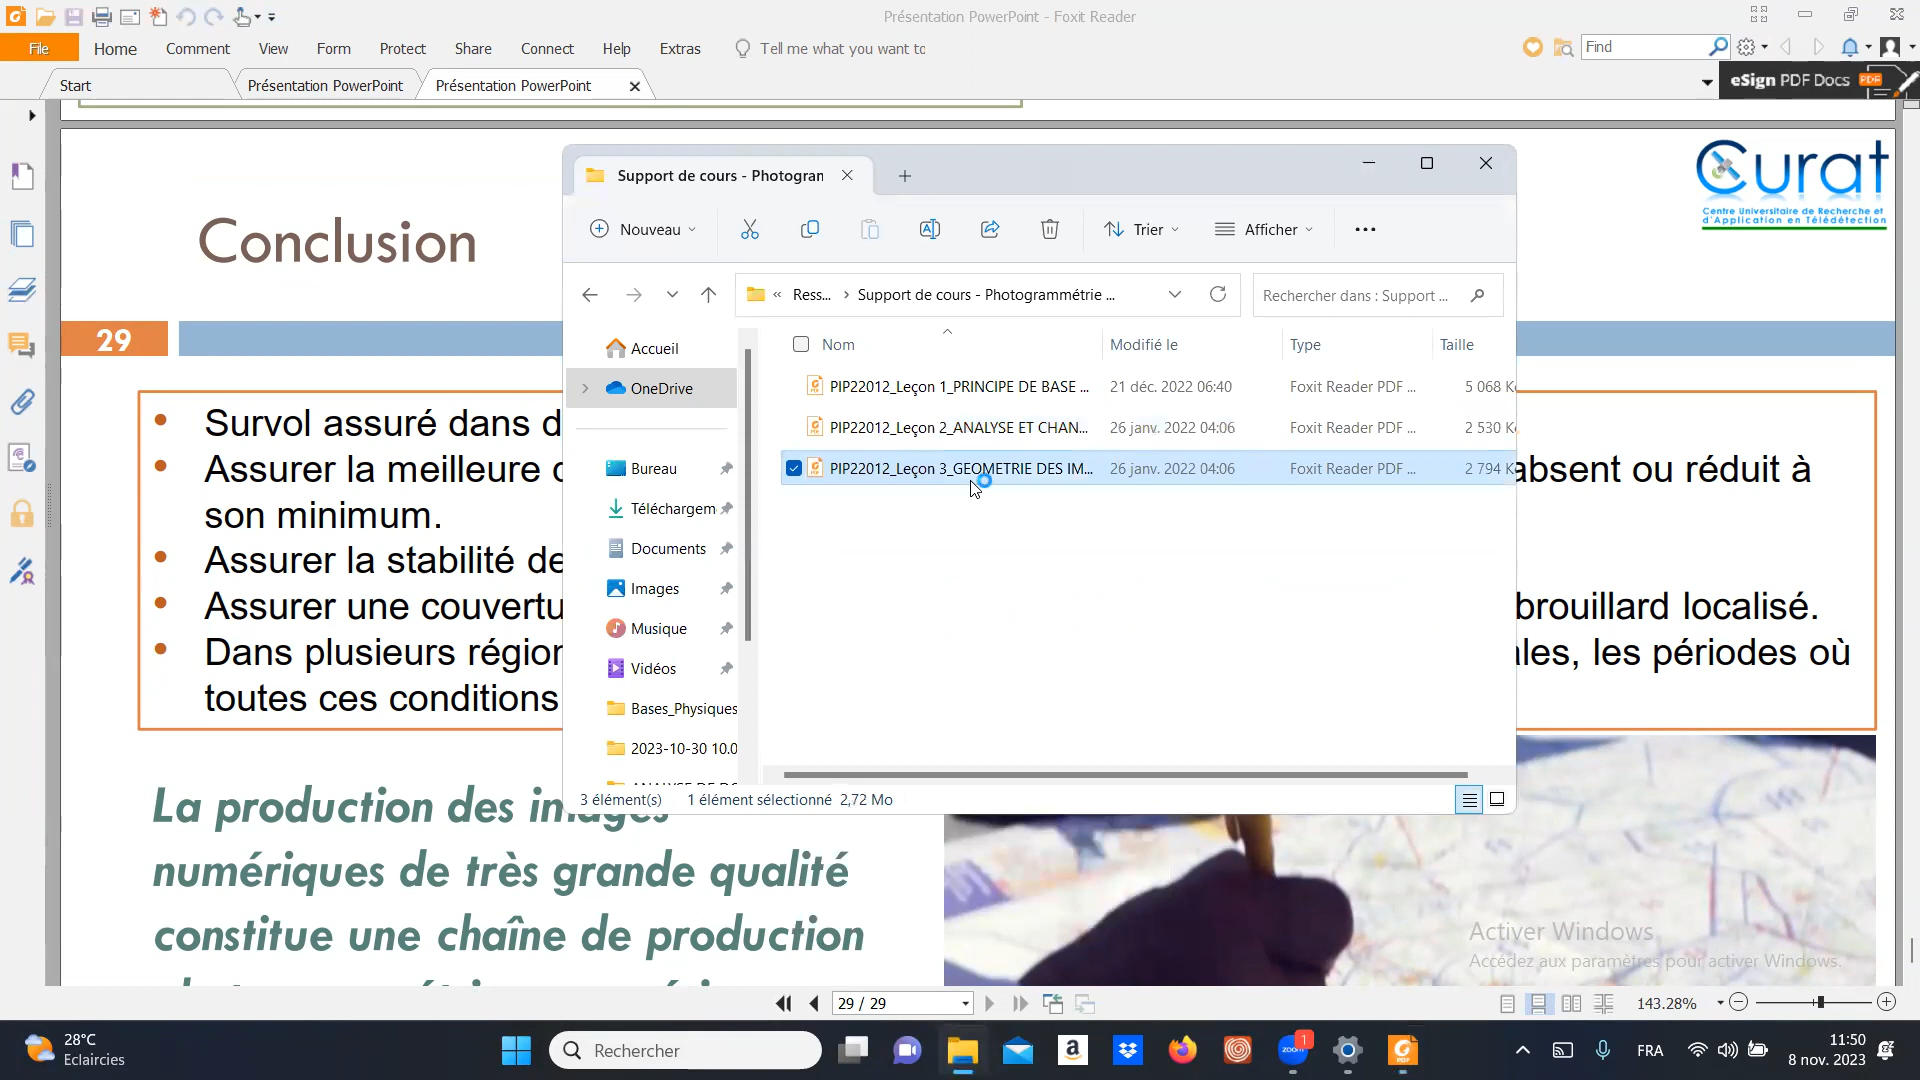 Présentation PowerPoint - Foxit Reader
File
Home
Comment
View
Form
Protect
Share
Connect
Help
Extras
Tell me what you want to
Find
Start
Présentation PowerPoint
Présentation PowerPoint
eSign PDF Docs
PDF
Curat
Centre Universitaire de Recherche et
d'Application en Télédétection
Conclusion
29
• Survol assuré dans d
• Assurer la meilleure
absent ou réduit à
son minimum.
• Assurer la stabilité de
• Assurer une couvertu
brouillard localisé.
• Dans plusieurs région
les, les périodes où
toutes ces conditions
La production des images
numériques de très grande qualité
constitue une chaîne de production
Support de cours - Photogram
Nouveau
Trier
Afficher
« Ress... > Support de cours - Photogrammétrie ...
Rechercher dans : Support ...
Nom
Modifié le
Type
Taille
PIP22012_Leçon 1_PRINCIPE DE BASE ...
21 déc. 2022 06:40
Foxit Reader PDF ...
5 068 K
PIP22012_Leçon 2_ANALYSE ET CHAN...
26 janv. 2022 04:06
Foxit Reader PDF ...
2 530 K
PIP22012_Leçon 3_GEOMETRIE DES IM...
26 janv. 2022 04:06
Foxit Reader PDF ...
2 794 K
Accueil
OneDrive
Bureau
Téléchargem
Documents
Images
Musique
Vidéos
Bases_Physiques
2023-10-30 10.0
3 élément(s)
1 élément sélectionné 2,72 Mo
Activer Windows
Accédez aux paramètres pour activer Windows.
29 / 29
143.28%
28°C
Eclaircies
Rechercher
zoom
1
FRA
11:50
8 nov. 2023